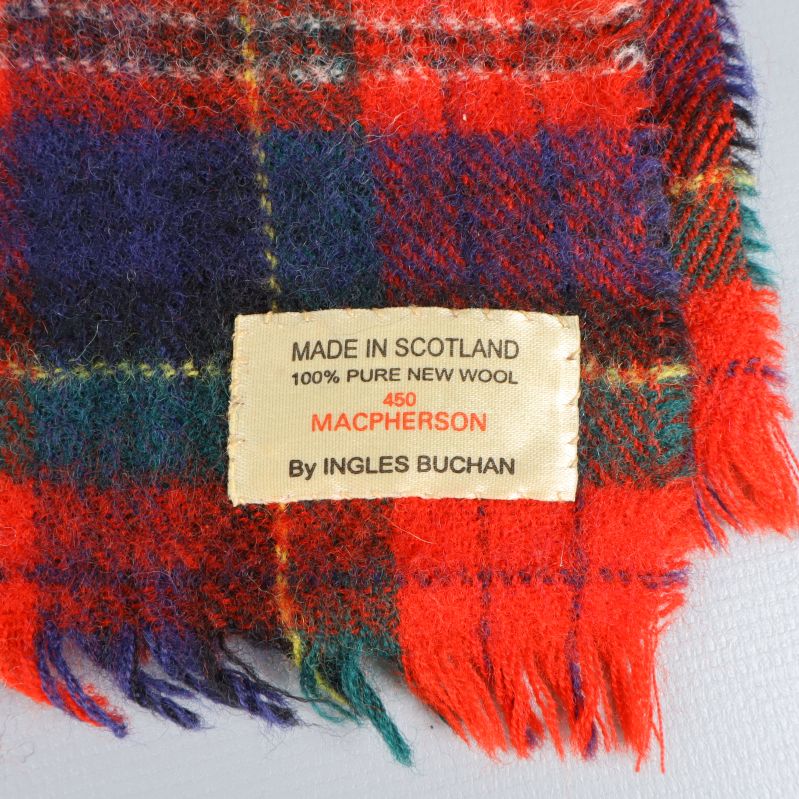 MADE IN SCOTLAND
100% PURE NEW WOOL
450
MACPHERSON
By INGLES BUCHAN